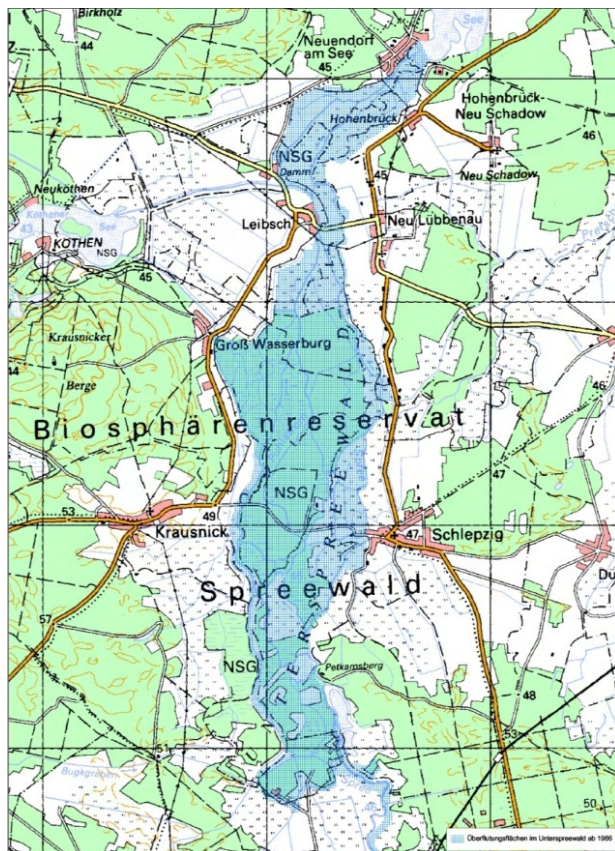 Birkholz
45
Neuendorf
am See
See
Hohenbrück
Hohenbrück-
Neu Schadow
46
NSG
Damm
45
Neu Schadow
Neuköthen
Köthener
See
43
KÖTHEN
NSG
Leibsch
Neu Lübbenau
45
Krausnicker
Berge
44
Groß Wasserburg
46
Biosphärenreservat
47
NSG
53
49
Krausnick
47
Schlepzig
Spreewald
57
NSG
Petkamsberg
48
51
53
Bugkgraben
50
Überflutungsflächen im Unterspreewald ab 1986